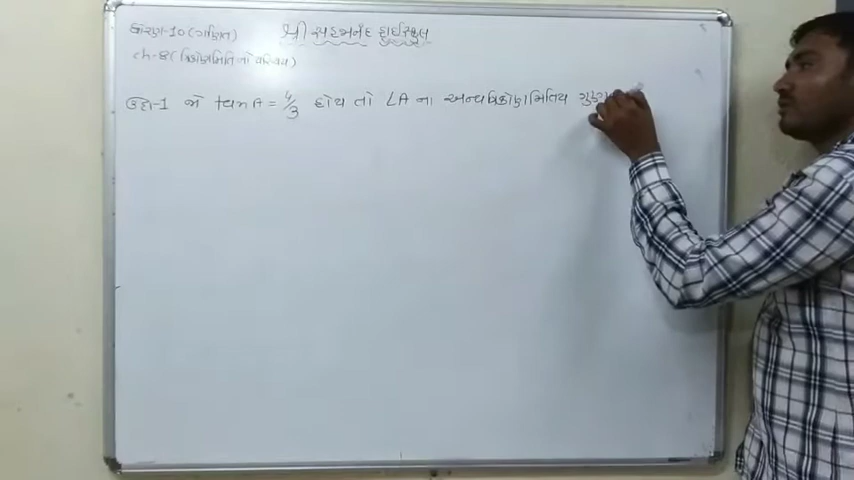 ધોરણ-10 (ગણિત) શ્રી સહજાનંદ હાઈસ્કૂલ
ch-8 (ત્રિકોણમિતિ નો પરિચય)
ઉદા-1 જો tan A = 4/3 હોય તો ∠A ના અન્ય ત્રિકોણમિતિય